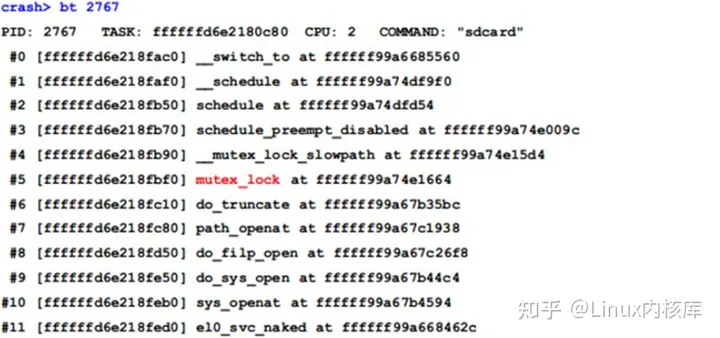 crash> bt 2767
PID: 2767 TASK: ffffffd6e2180c80 CPU: 2 COMMAND: "sdcard"
#0 [ffffffd6e218fac0] __switch_to at ffffff99a6685560
#1 [ffffffd6e218faf0] __schedule at ffffff99a74df9f0
#2 [ffffffd6e218fb50] schedule at ffffff99a74dfd54
#3 [ffffffd6e218fb70] schedule_preempt_disabled at ffffff99a74e009c
#4 [ffffffd6e218fb90] __mutex_lock_slowpath at ffffff99a74e15d4
#5 [ffffffd6e218fbf0] mutex_lock at ffffff99a74e1664
#6 [ffffffd6e218fc10] do_truncate at ffffff99a67b35bc
#7 [ffffffd6e218fc80] path_openat at ffffff99a67c1938
#8 [ffffffd6e218fd50] do_filp_open at ffffff99a67c26f8
#9 [ffffffd6e218fe50] do_sys_open at ffffff99a67b44c4
#10 [ffffffd6e218feb0] sys_openat at ffffff99a67b4594
#11 [ffffffd6e218fed0] el0_svc_naked at ffffff99a668462c
知乎 @Linux内核库